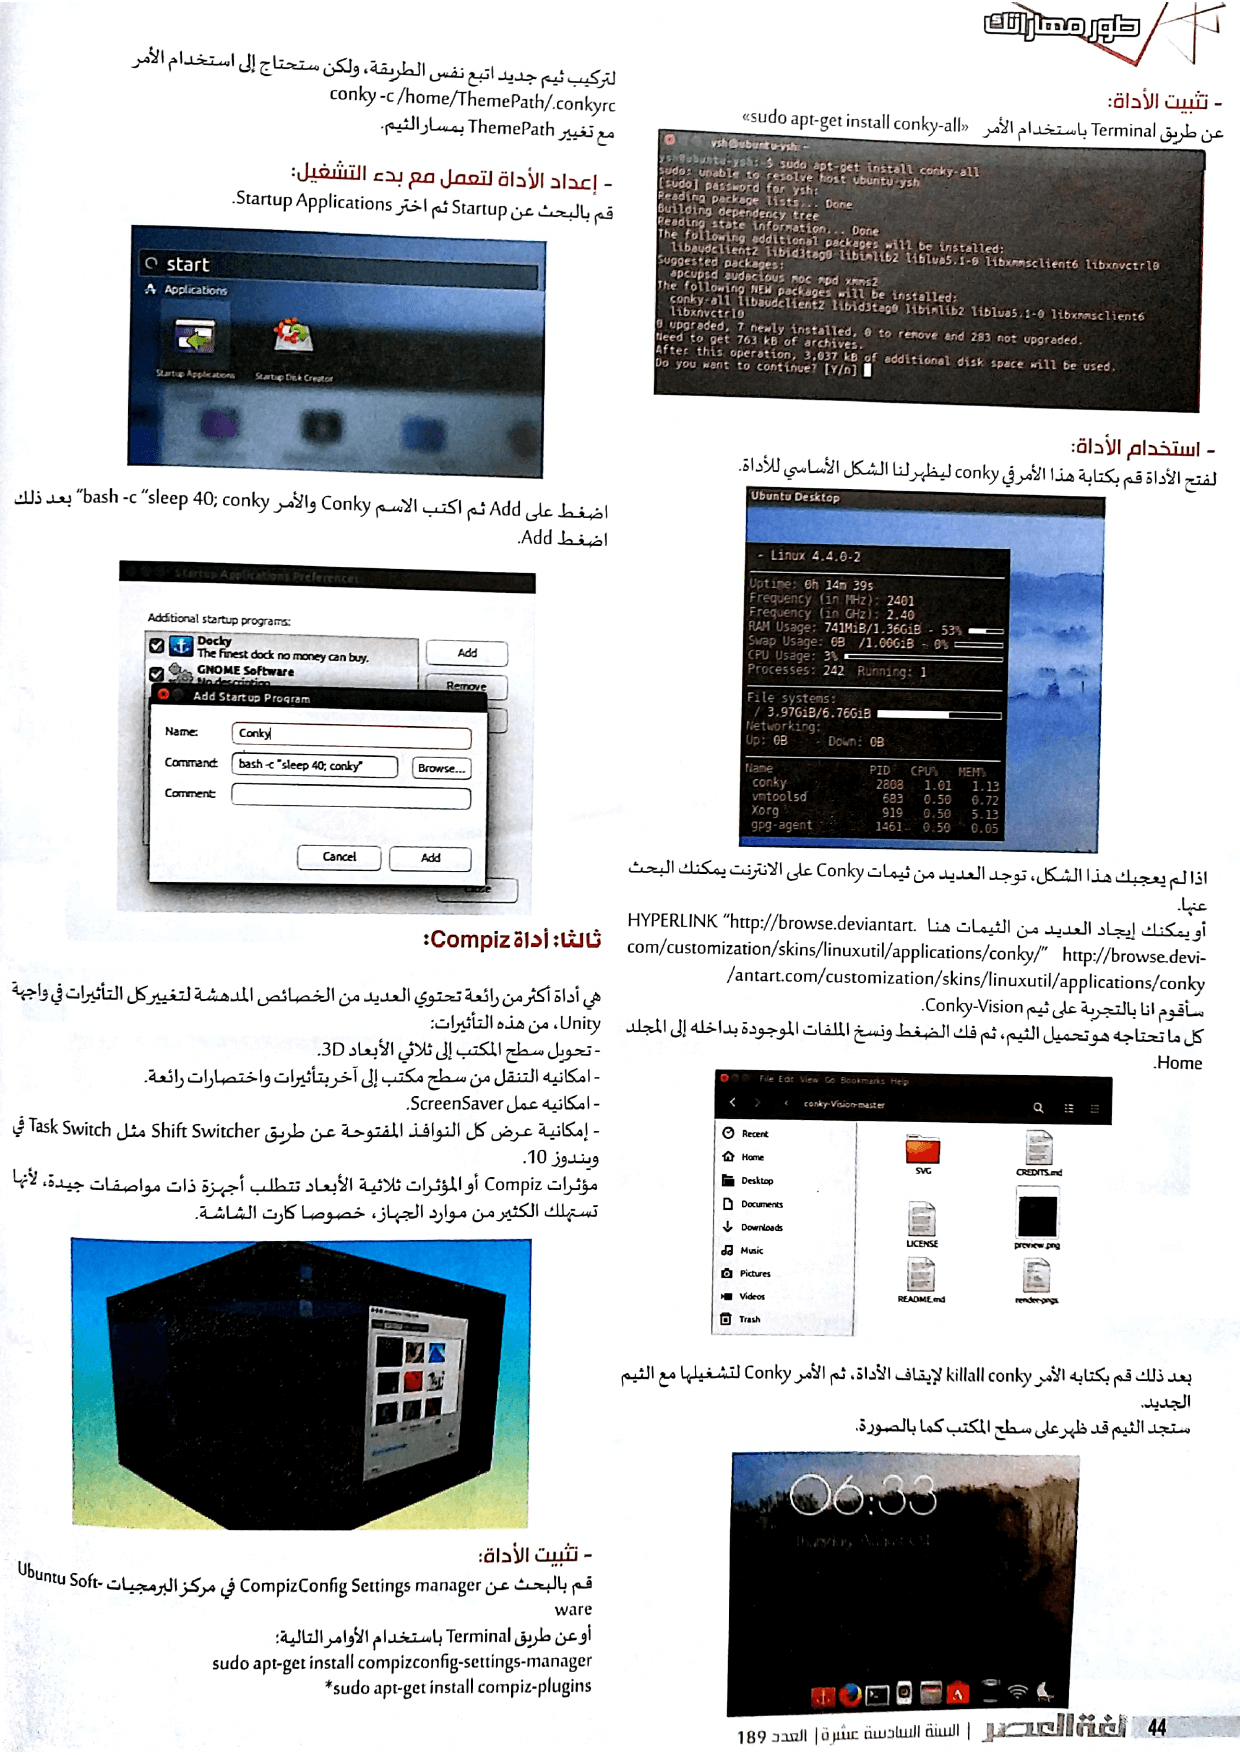 طور مهاراتك
- تثبيت الأداة:
عن طريق Terminal باستخدام الأمر «sudo apt-get install conky-all»
ysh@ubuntu-ysh: ~
ysh@ubuntu-ysh:~$ sudo apt-get install conky-all
sudo: unable to resolve host ubuntu-ysh
[sudo] password for ysh:
Reading package lists... Done
Building dependency tree
Reading state information... Done
The following additional packages will be installed:
libaudclient2 libid3tag0 libimlib2 liblua5.1-0 libxmmsclient6 libxnvctrl0
Suggested packages:
apcupsd audacious moc mpd xmms2
The following NEW packages will be installed:
conky-all libaudclient2 libid3tag0 libimlib2 liblua5.1-0 libxmmsclient6
libxnvctrl0
0 upgraded, 7 newly installed, 0 to remove and 283 not upgraded.
Need to get 763 kB of archives.
After this operation, 3,037 kB of additional disk space will be used.
Do you want to continue? [Y/n]
- استخدام الأداة:
لفتح الأداة قم بكتابة هذا الأمر في conky ليظهر لنا الشكل الأساسي للأداة.
Ubuntu Desktop
- Linux 4.4.0-2
Uptime: 0h 14m 39s
Frequency (in MHz): 2401
Frequency (in GHz): 2.40
RAM Usage: 741MiB/1.36GiB - 53%
Swap Usage: 0B /1.00GiB - 0%
CPU Usage: 3%
Processes: 242 Running: 1
File systems:
/ 3.97GiB/6.76GiB
Networking:
Up: 0B - Down: 0B
Name PID CPU% MEM%
conky 2808 1.01 1.13
vmtoolsd 683 0.50 0.72
Xorg 919 0.50 5.13
gpg-agent 1461 0.50 0.05
اذا لم يعجبك هذا الشكل، توجد العديد من ثيمات Conky على الانترنت يمكنك البحث
عنها.
أو يمكنك إيجاد العديد من الثيمات هنا HYPERLINK "http://browse.deviantart.
com/customization/skins/linuxutil/applications/conky/" http://browse.devi-
antart.com/customization/skins/linuxutil/applications/conky/
سأقوم انا بالتجربة على ثيم Conky-Vision.
كل ما تحتاجه هو تحميل الثيم، ثم فك الضغط ونسخ الملفات الموجودة بداخله إلى المجلد
Home.
File Edit View Go Bookmarks Help
conky-Vision-master
Recent
Home
Desktop
Documents
Downloads
Music
Pictures
Videos
Trash
SVG
CREDITS.md
LICENSE
preview.png
README.md
render-pngs
بعد ذلك قم بكتابه الأمر killall conky لإيقاف الأداة، ثم الأمر Conky لتشغيلها مع الثيم
الجديد.
ستجد الثيم قد ظهر على سطح المكتب كما بالصورة.
06:33
لتركيب ثيم جديد اتبع نفس الطريقة، ولكن ستحتاج إلى استخدام الأمر
conky -c /home/ThemePath/.conkyrc
مع تغيير ThemePath بمسار الثيم.
- إعداد الأداة لتعمل مع بدء التشغيل:
قم بالبحث عن Startup ثم اختر Startup Applications.
start
Applications
Startup Applications
Startup Disk Creator
اضغط على Add ثم اكتب الاسم Conky والأمر bash -c "sleep 40; conky" بعد ذلك
اضغط Add.
Startup Applications Preferences
Additional startup programs:
Docky
The finest dock no money can buy.
GNOME Software
No description
Add
Remove
Add Startup Program
Name: Conky
Command: bash -c "sleep 40; conky" Browse...
Comment:
Cancel Add
Close
ثالثًا: أداة Compiz:
هي أداة أكثر من رائعة تحتوي العديد من الخصائص المدهشة لتغيير كل التأثيرات في واجهة
Unity، من هذه التأثيرات:
- تحويل سطح المكتب إلى ثلاثي الأبعاد 3D.
- امكانيه التنقل من سطح مكتب إلى آخر بتأثيرات واختصارات رائعة.
- امكانيه عمل ScreenSaver.
- إمكانية عرض كل النوافذ المفتوحة عن طريق Shift Switcher مثل Task Switch في
ويندوز 10.
مؤثرات Compiz أو المؤثرات ثلاثية الأبعاد تتطلب أجهزة ذات مواصفات جيدة، لأنها
تستهلك الكثير من موارد الجهاز، خصوصا كارت الشاشة.
- تثبيت الأداة:
قم بالبحث عن CompizConfig Settings manager في مركز البرمجيات Ubuntu Soft-
ware
أو عن طريق Terminal باستخدام الأوامر التالية:
sudo apt-get install compizconfig-settings-manager
sudo apt-get install compiz-plugins*
44 لغة العصر | السنة السادسة عشرة | العدد 189